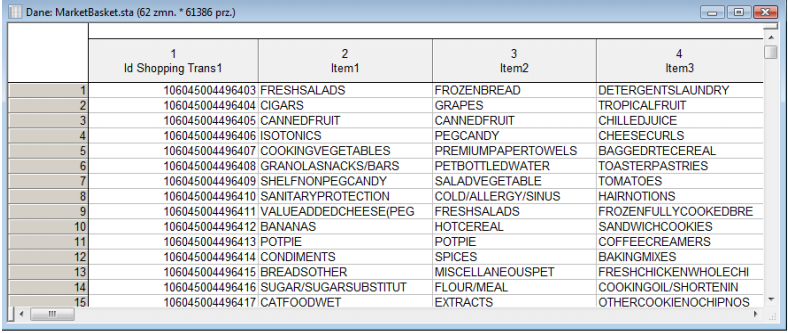 Dane: MarketBasket.sta (62 zmn. * 61386 prz.)
1 2 3 4
Id Shopping Trans1 Item1 Item2 Item3
1 106045004496403 FRESHSALADS FROZENBREAD DETERGENTSLAUNDRY
2 106045004496404 CIGARS GRAPES TROPICALFRUIT
3 106045004496405 CANNEDFRUIT CANNEDFRUIT CHILLEDJUICE
4 106045004496406 ISOTONICS PEGCANDY CHEESECURLS
5 106045004496407 COOKINGVEGETABLES PREMIUMPAPERTOWELS BAGGEDRTECEREAL
6 106045004496408 GRANOLASNACKS/BARS PETBOTTLEDWATER TOASTERPASTRIES
7 106045004496409 SHELFNONPEGCANDY SALADVEGETABLE TOMATOES
8 106045004496410 SANITARYPROTECTION COLD/ALLERGY/SINUS HAIRNOTIONS
9 106045004496411 VALUEADDEDCHEESE(PEG FRESHSALADS FROZENFULLYCOOKEDBRE
10 106045004496412 BANANAS HOTCEREAL SANDWICHCOOKIES
11 106045004496413 POTPIE POTPIE COFFEECREAMERS
12 106045004496414 CONDIMENTS SPICES BAKINGMIXES
13 106045004496415 BREADSOTHER MISCELLANEOUSPET FRESHCHICKENWHOLECHI
14 106045004496416 SUGAR/SUGARSUBSTITUT FLOUR/MEAL COOKINGOIL/SHORTENIN
15 106045004496417 CATFOODWET EXTRACTS OTHERCOOKIENOCHIPNOS